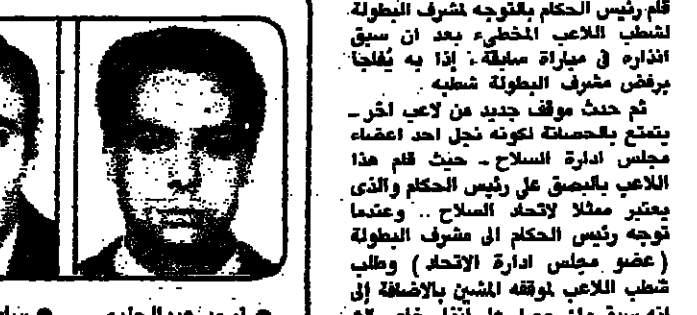 قام رئيس الحكام بالتوجه لمشرف البطولة
لشطب اللاعب المخطىء بعد ان سبق
انذاره فى مباراة سابقة ، إذا به يُفاجا
برفض مشرف البطولة شطبه .
ثم حدث موقف جديد من لاعب اخر ـ
يتمتع بالحصانة لكونه نجل احد اعضاء
مجلس ادارة السلاح ـ حيث قام هذا
اللاعب بالبصق على رئيس الحكام والذى
يعتبر ممثلا لاتحاد السلاح .. وعندما
توجه رئيس الحكام الى مشرف البطولة
( عضو مجلس ادارة الاتحاد ) وطلب
شطب اللاعب لموقفه المشين بالاضافة إلى